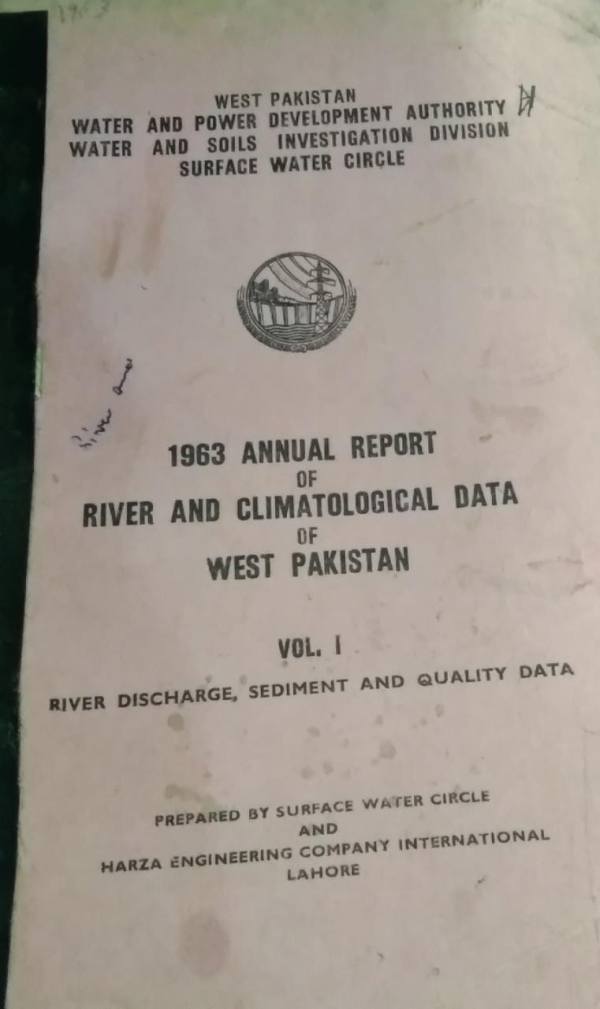 1963
WEST PAKISTAN
WATER AND POWER DEVELOPMENT AUTHORITY
WATER AND SOILS INVESTIGATION DIVISION
SURFACE WATER CIRCLE
River
1963 ANNUAL REPORT
OF
RIVER AND CLIMATOLOGICAL DATA
OF
WEST PAKISTAN
VOL. I
RIVER DISCHARGE, SEDIMENT AND QUALITY DATA
PREPARED BY SURFACE WATER CIRCLE
AND
HARZA ENGINEERING COMPANY INTERNATIONAL
LAHORE